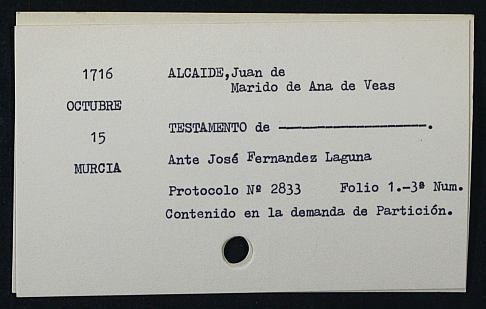 1716 ALCAIDE, Juan de
Marido de Ana de Veas
OCTUBRE
15 TESTAMENTO de ——————————.
MURCIA Ante José Fernandez Laguna
Protocolo Nº 2833 Folio 1.-3ª Num.
Contenido en la demanda de Partición.